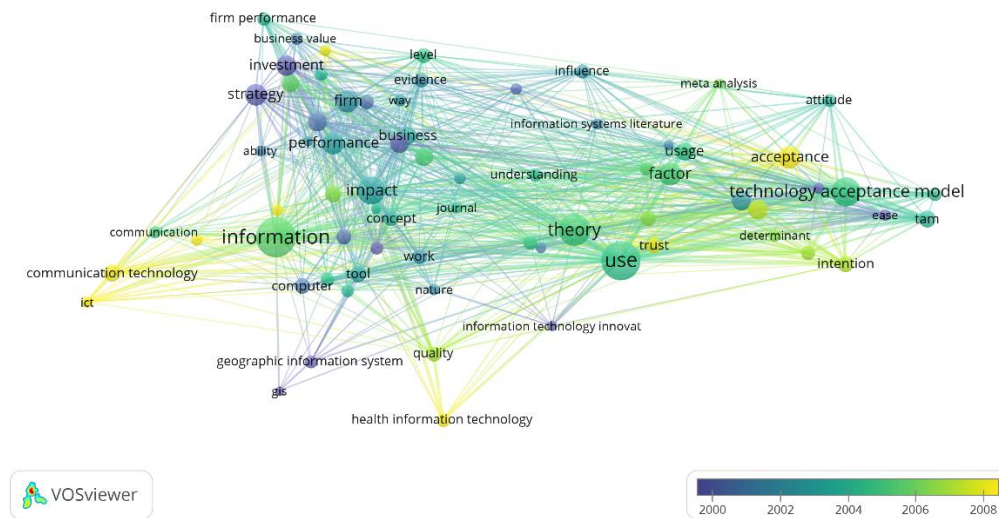 firm performance
business value
investment
level
evidence
influence
meta analysis
strategy
firm
way
attitude
information systems literature
ability
performance
business
usage
acceptance
understanding
factor
impact
technology acceptance model
journal
concept
ease
tam
communication
information
theory
trust
determinant
work
use
intention
communication technology
tool
computer
nature
ict
information technology innovat
quality
geographic information system
gis
health information technology
VOSviewer
2000 2002 2004 2006 2008